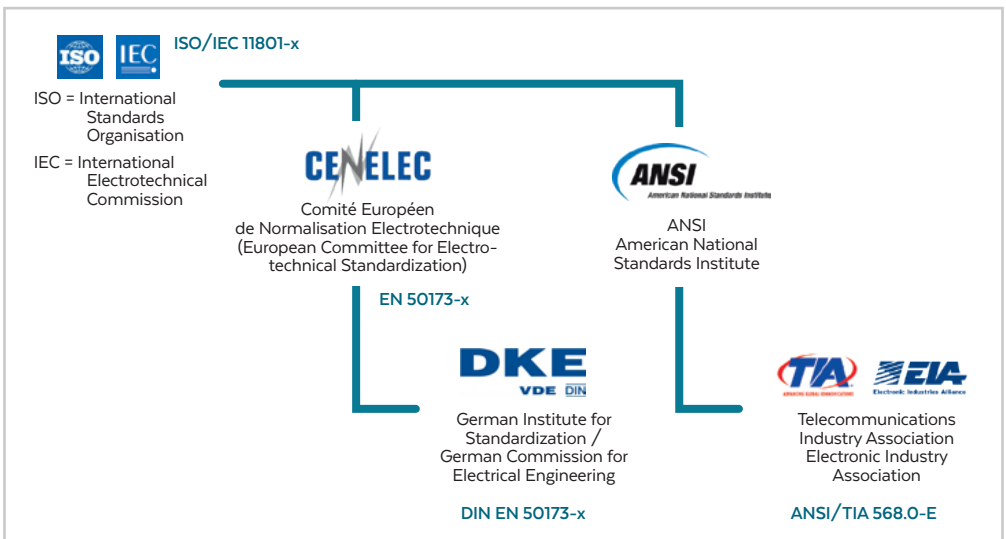 ISO IEC ISO/IEC 11801-x
ISO = International
Standards
Organisation
IEC = International
Electrotechnical
Commission
CENELEC
Comité Européen
de Normalisation Electrotechnique
(European Committee for Electro-
technical Standardization)
EN 50173-x
ANSI
American National Standards Institute
ANSI
American National
Standards Institute
DKE
VDE DIN
German Institute for
Standardization /
German Commission for
Electrical Engineering
DIN EN 50173-x
TIA
ADVANCING GLOBAL COMMUNICATIONS
EIA
Electronic Industries Alliance
Telecommunications
Industry Association
Electronic Industry
Association
ANSI/TIA 568.0-E